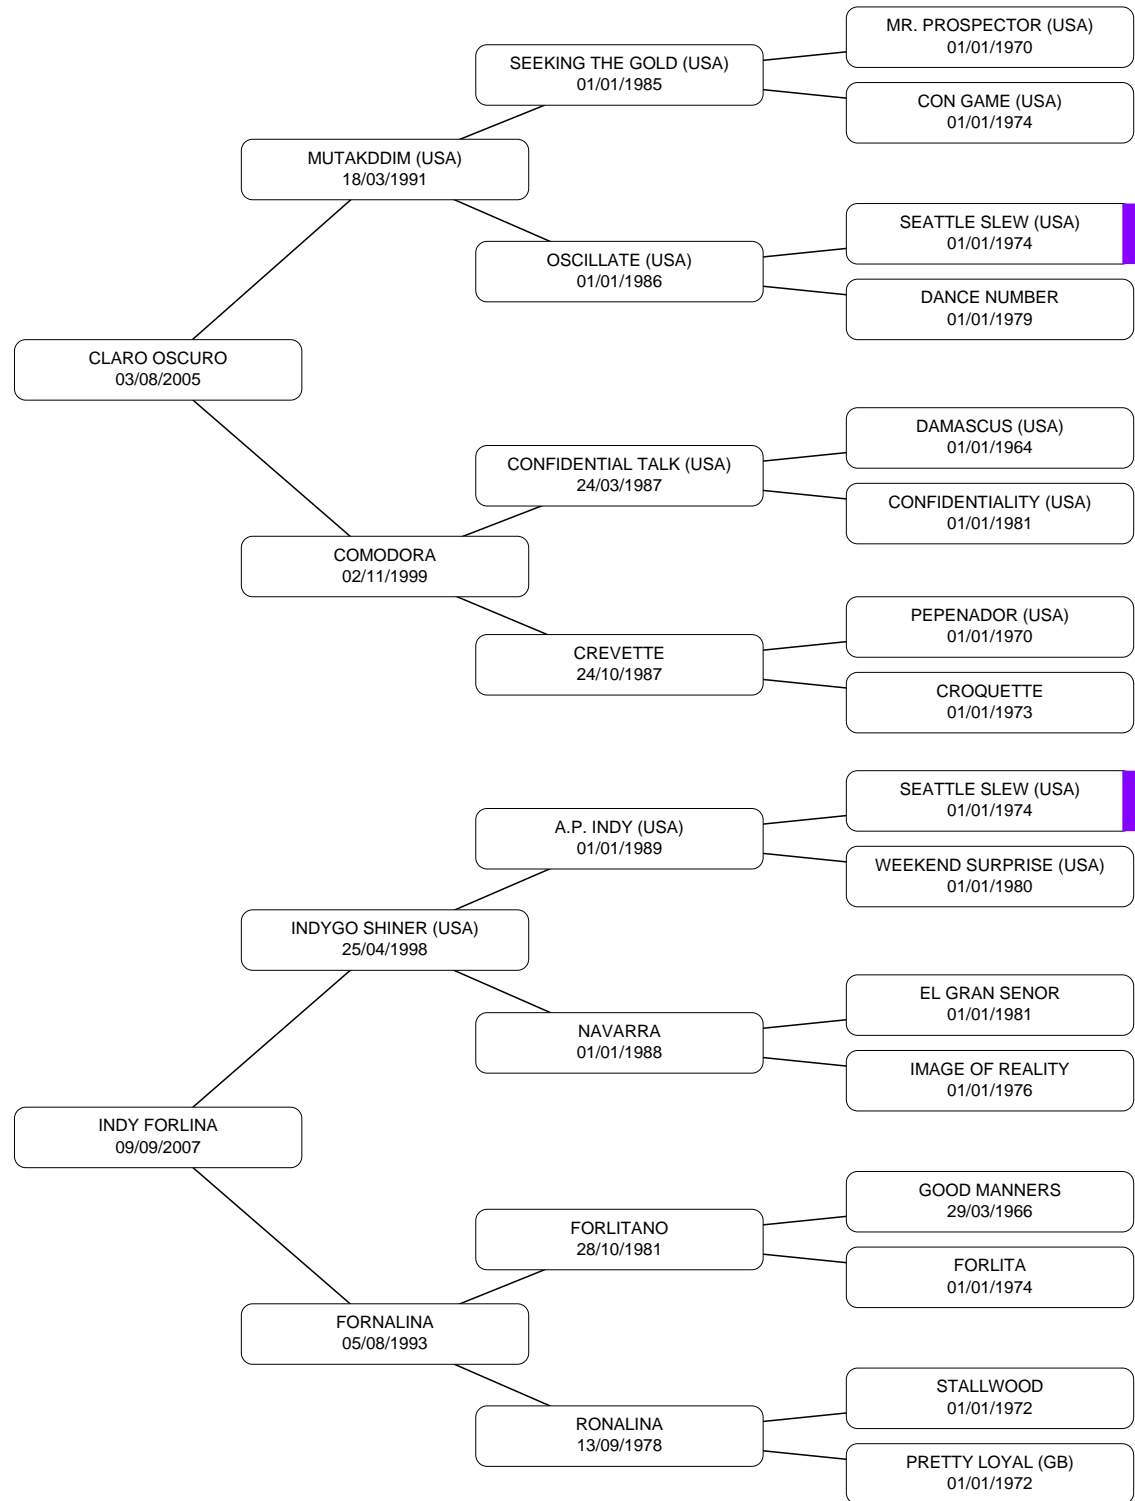 MR. PROSPECTOR (USA)
01/01/1970
SEEKING THE GOLD (USA)
01/01/1985
CON GAME (USA)
01/01/1974
MUTAKDDIM (USA)
18/03/1991
SEATTLE SLEW (USA)
01/01/1974
OSCILLATE (USA)
01/01/1986
DANCE NUMBER
01/01/1979
CLARO OSCURO
03/08/2005
DAMASCUS (USA)
01/01/1964
CONFIDENTIAL TALK (USA)
24/03/1987
CONFIDENTIALITY (USA)
01/01/1981
COMODORA
02/11/1999
PEPENADOR (USA)
01/01/1970
CREVETTE
24/10/1987
CROQUETTE
01/01/1973
SEATTLE SLEW (USA)
01/01/1974
A.P. INDY (USA)
01/01/1989
WEEKEND SURPRISE (USA)
01/01/1980
INDYGO SHINER (USA)
25/04/1998
EL GRAN SENOR
01/01/1981
NAVARRA
01/01/1988
IMAGE OF REALITY
01/01/1976
INDY FORLINA
09/09/2007
GOOD MANNERS
29/03/1966
FORLITANO
28/10/1981
FORLITA
01/01/1974
FORNALINA
05/08/1993
STALLWOOD
01/01/1972
RONALINA
13/09/1978
PRETTY LOYAL (GB)
01/01/1972